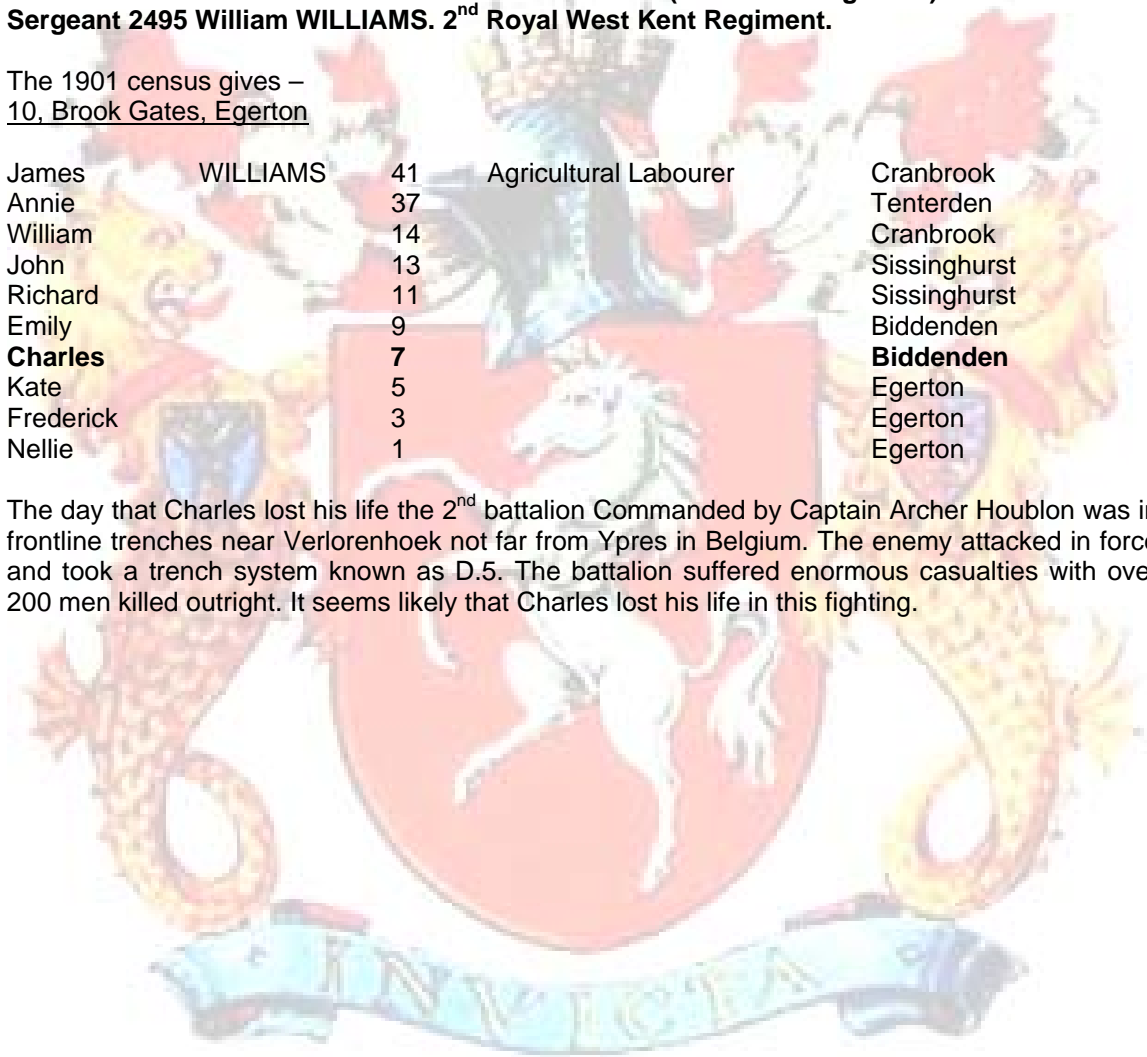 Sergeant 2495 William WILLIAMS. 2nd Royal West Kent Regiment.
The 1901 census gives –
10, Brook Gates, Egerton
James WILLIAMS 41 Agricultural Labourer Cranbrook
Annie 37 Tenterden
William 14 Cranbrook
John 13 Sissinghurst
Richard 11 Sissinghurst
Emily 9 Biddenden
Charles 7 Biddenden
Kate 5 Egerton
Frederick 3 Egerton
Nellie 1 Egerton
The day that Charles lost his life the 2nd battalion Commanded by Captain Archer Houblon was
frontline trenches near Verlorenhoek not far from Ypres in Belgium. The enemy attacked in force
and took a trench system known as D.5. The battalion suffered enormous casualties with
200 men killed outright. It seems likely that Charles lost his life in this fighting.
INVICTA